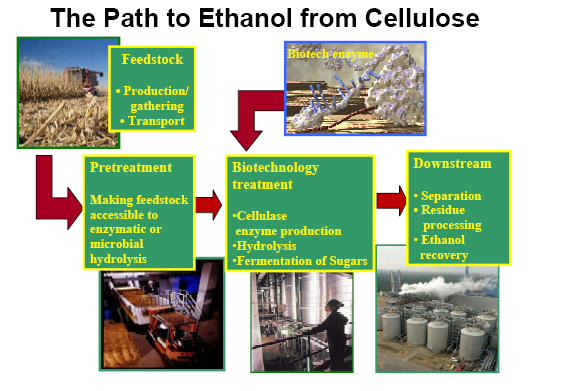 The Path to Ethanol from Cellulose
Feedstock
• Production/
gathering
• Transport
Biotech enzyme
Pretreatment
Making feedstock
accessible to
enzymatic or
microbial
hydrolysis
Biotechnology
treatment
•Cellulase
enzyme production
•Hydrolysis
•Fermentation of Sugars
Downstream
• Separation
• Residue
processing
• Ethanol
recovery